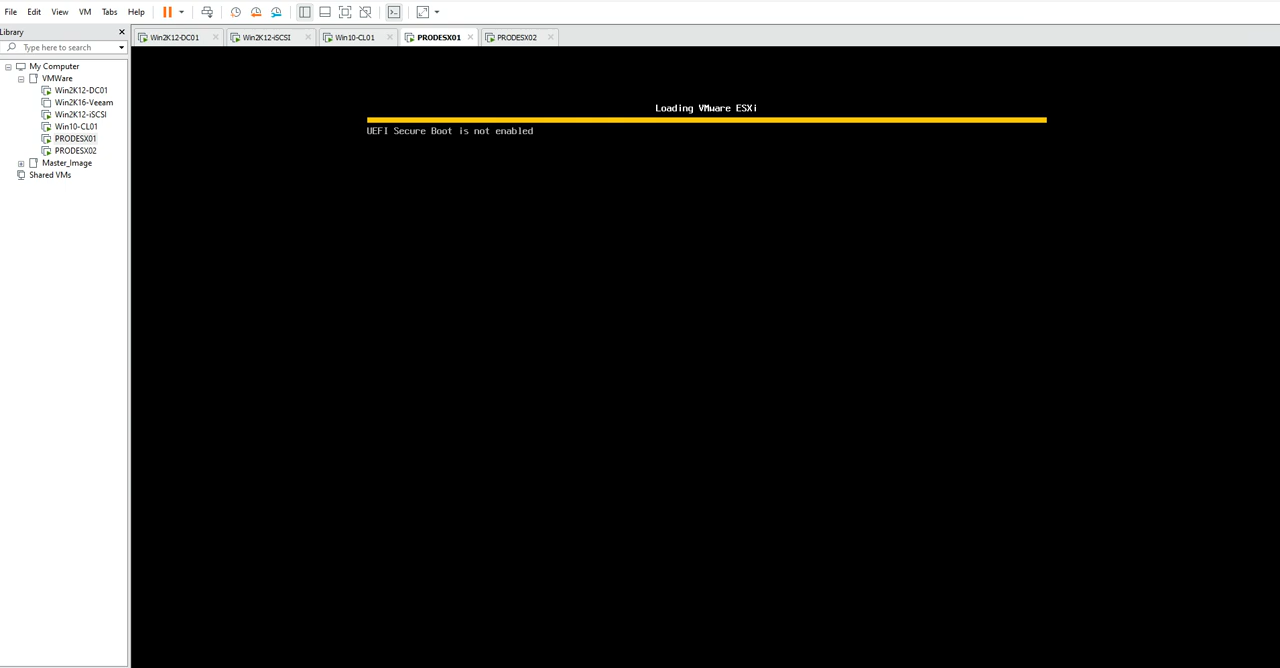 File Edit View VM Tabs Help
Library
Type here to search
My Computer
VMWare
Win2K12-DC01
Win2K16-Veeam
Win2K12-iSCSI
Win10-CL01
PRODESX01
PRODESX02
Master_Image
Shared VMs
Win2K12-DC01 Win2K12-iSCSI Win10-CL01 PRODESX01 PRODESX02
Loading VMware ESXi
UEFI Secure Boot is not enabled